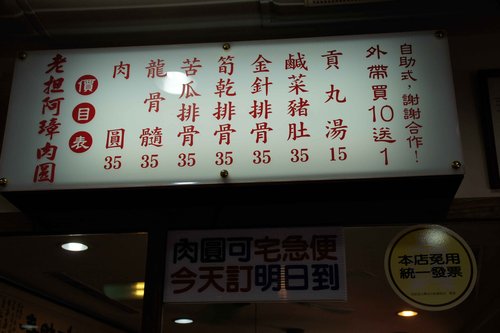 自助式，謝謝合作！
外帶買10送1
貢丸湯 15
鹹菜豬肚 35
金針排骨 35
筍乾排骨 35
苦瓜排骨 35
龍骨髓 35
肉圓 35
價目表
老担阿璋肉圓
肉圓可宅急便
今天訂明日到
本店免用
統一發票